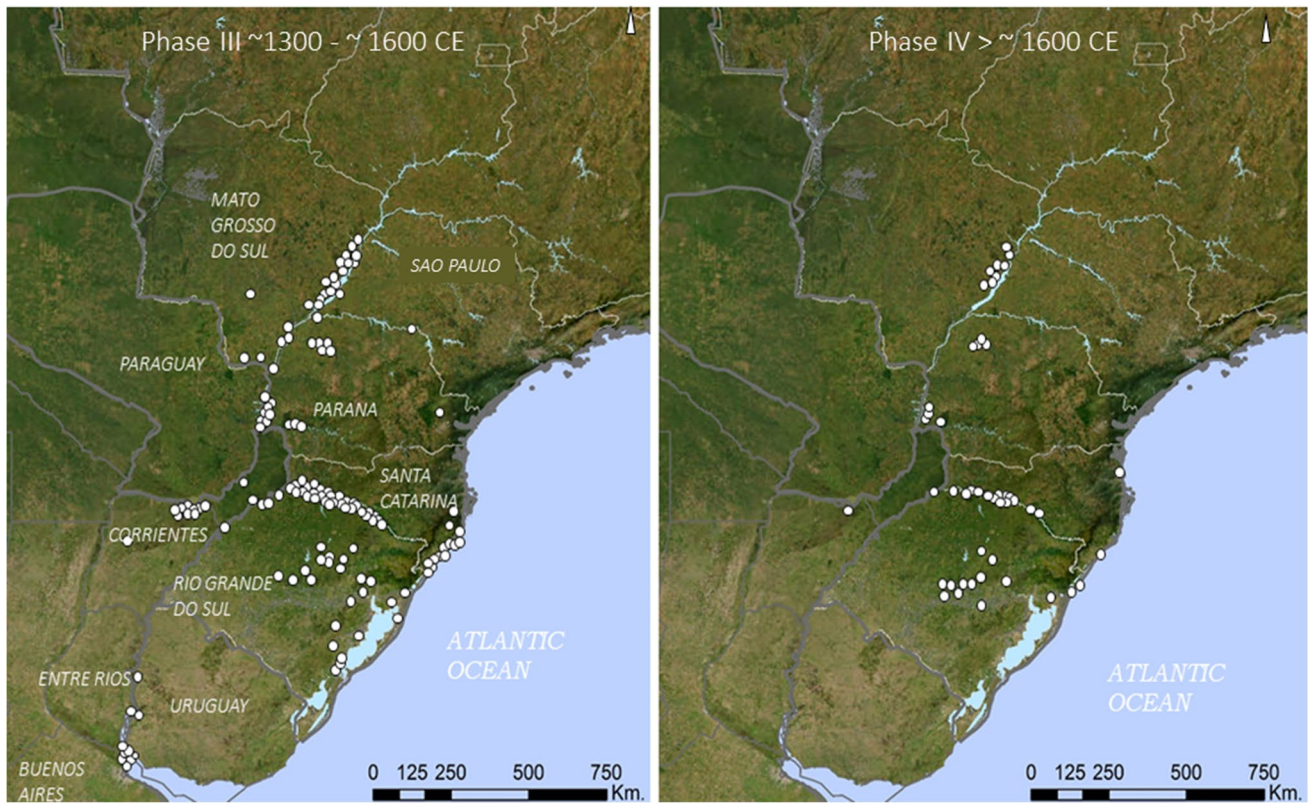 Phase III ~1300 - ~ 1600 CE
MATO
GROSSO
DO SUL
SAO PAULO
PARAGUAY
PARANA
SANTA
CATARINA
CORRIENTES
RIO GRANDE
DO SUL
ATLANTIC
OCEAN
ENTRE RIOS
URUGUAY
BUENOS
AIRES
0 125 250 500 750
Km.
Phase IV > ~ 1600 CE
ATLANTIC
OCEAN
0 125 250 500 750
Km.